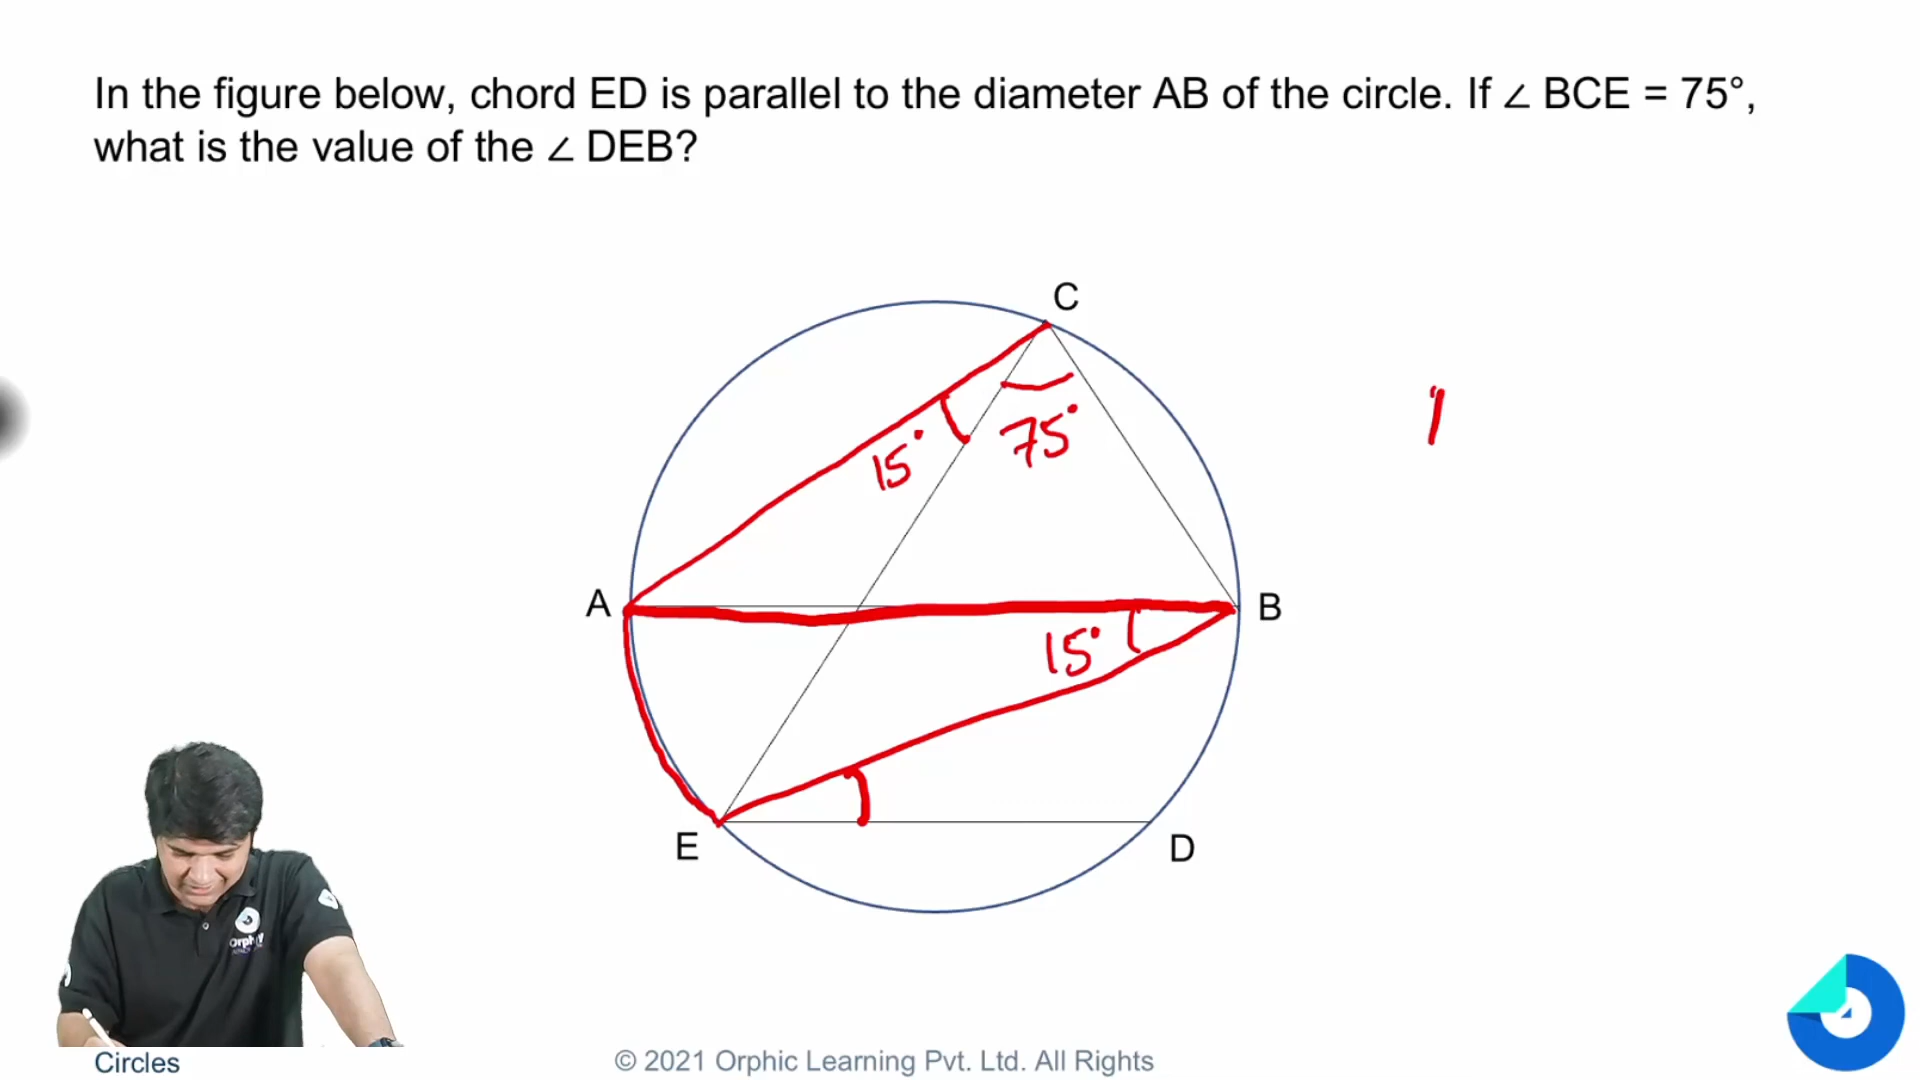 In the figure below, chord ED is parallel to the diameter AB of the circle. If ∠ BCE = 75°,
what is the value of the ∠ DEB?
C
75°
15°
A
B
15°
E
D
Circles
© 2021 Orphic Learning Pvt. Ltd. All Rights